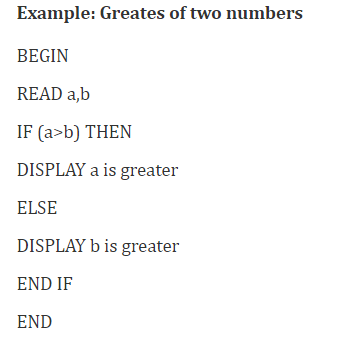 Example: Greates of two numbers
BEGIN
READ a,b
IF (a>b) THEN
DISPLAY a is greater
ELSE
DISPLAY b is greater
END IF
END